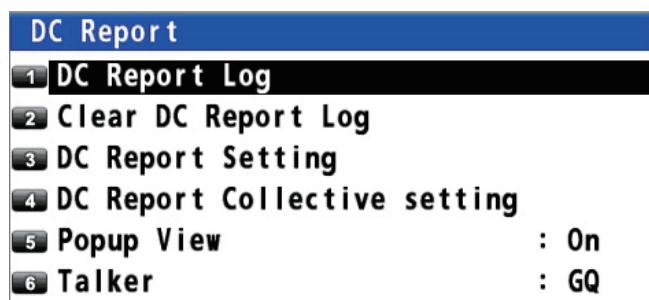 DC Report
1 DC Report Log
2 Clear DC Report Log
3 DC Report Setting
4 DC Report Collective setting
5 Popup View : On
6 Talker : GQ